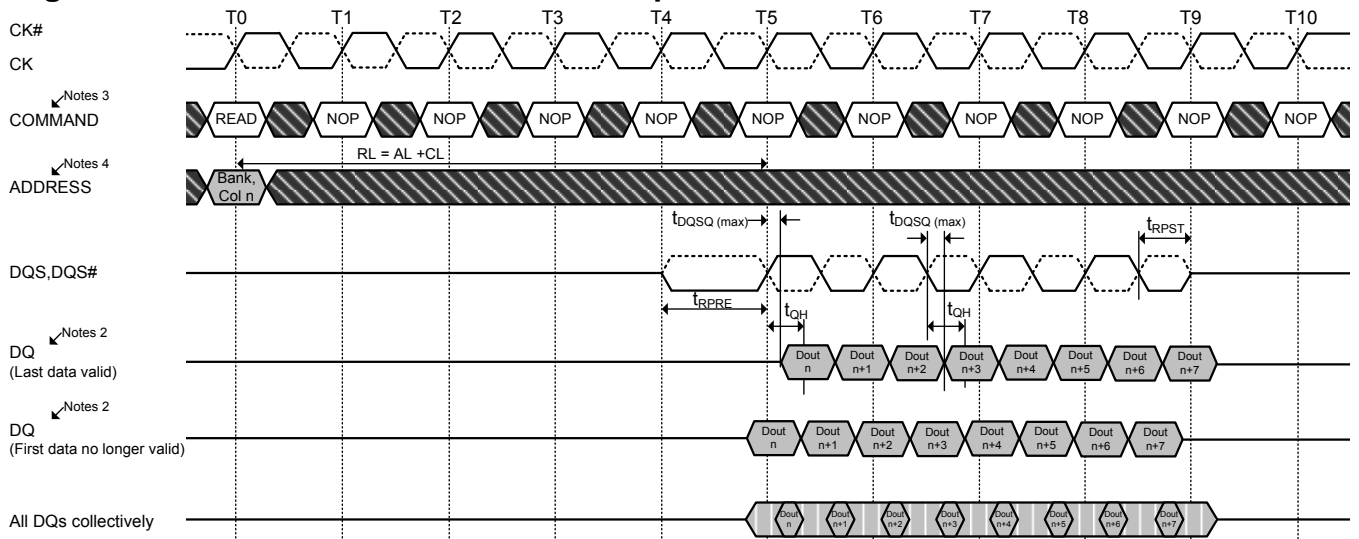 T0 T1 T2 T3 T4 T5 T6 T7 T8 T9 T10
CK#
CK
Notes 3
COMMAND
READ NOP NOP NOP NOP NOP NOP NOP NOP NOP NOP
RL = AL +CL
Notes 4
ADDRESS
Bank,
Col n
tDQSQ (max)
tDQSQ (max)
tRPST
DQS,DQS#
tRPRE
tQH
tQH
Notes 2
DQ
(Last data valid)
Dout n Dout n+1 Dout n+2 Dout n+3 Dout n+4 Dout n+5 Dout n+6 Dout n+7
Notes 2
DQ
(First data no longer valid)
Dout n Dout n+1 Dout n+2 Dout n+3 Dout n+4 Dout n+5 Dout n+6 Dout n+7
All DQs collectively
Dout n Dout n+1 Dout n+2 Dout n+3 Dout n+4 Dout n+5 Dout n+6 Dout n+7